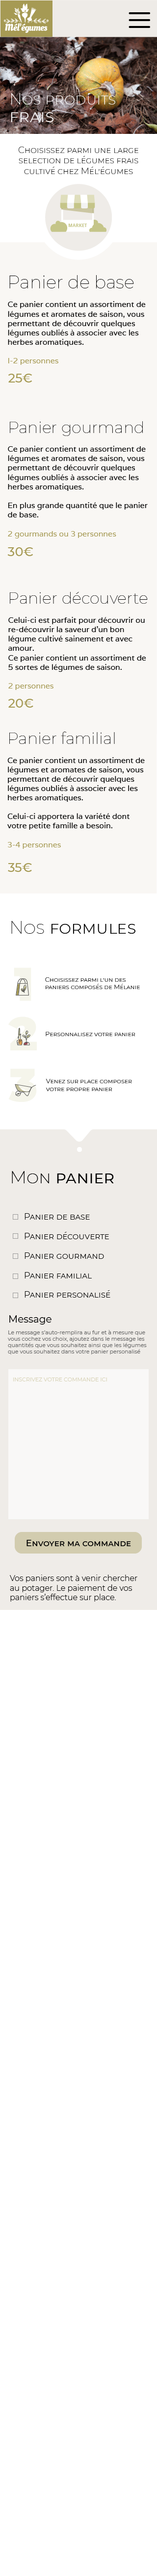 Mél'égumes
Nos produits
frais
Choisissez parmi une large
selection de légumes frais
cultivé chez Mél'égumes
MARKET
Panier de base
Ce panier contient un assortiment de
légumes et aromates de saison, vous
permettant de découvrir quelques
légumes oubliés à associer avec les
herbes aromatiques.
1-2 personnes
25€
Panier gourmand
Ce panier contient un assortiment de
légumes et aromates de saison, vous
permettant de découvrir quelques
légumes oubliés à associer avec les
herbes aromatiques.
En plus grande quantité que le panier
de base.
2 gourmands ou 3 personnes
30€
Panier découverte
Celui-ci est parfait pour découvrir ou
re-découvrir la saveur d'un bon
légume cultivé sainement et avec
amour.
Ce panier contient un assortiment de
5 sortes de légumes de saison.
2 personnes
20€
Panier familial
Ce panier contient un assortiment de
légumes et aromates de saison, vous
permettant de découvrir quelques
légumes oubliés à associer avec les
herbes aromatiques.
Celui-ci apportera la variété dont
votre petite famille a besoin.
3-4 personnes
35€
Nos formules
1
Choisissez parmi l'un des
paniers composés de Mélanie
2
Personnalisez votre panier
3
Venez sur place composer
votre propre panier
Mon panier
Panier de base
Panier découverte
Panier gourmand
Panier familial
Panier personalisé
Message
Le message s'auto-remplira au fur et à mesure que
vous cochez vos choix, ajoutez dans le message les
quantités que vous souhaitez ainsi que les légumes
que vous souhaitez dans votre panier personalisé
Inscrivez votre commande ici
Envoyer ma commande
Vos paniers sont à venir chercher
au potager. Le paiement de vos
paniers s'effectue sur place.